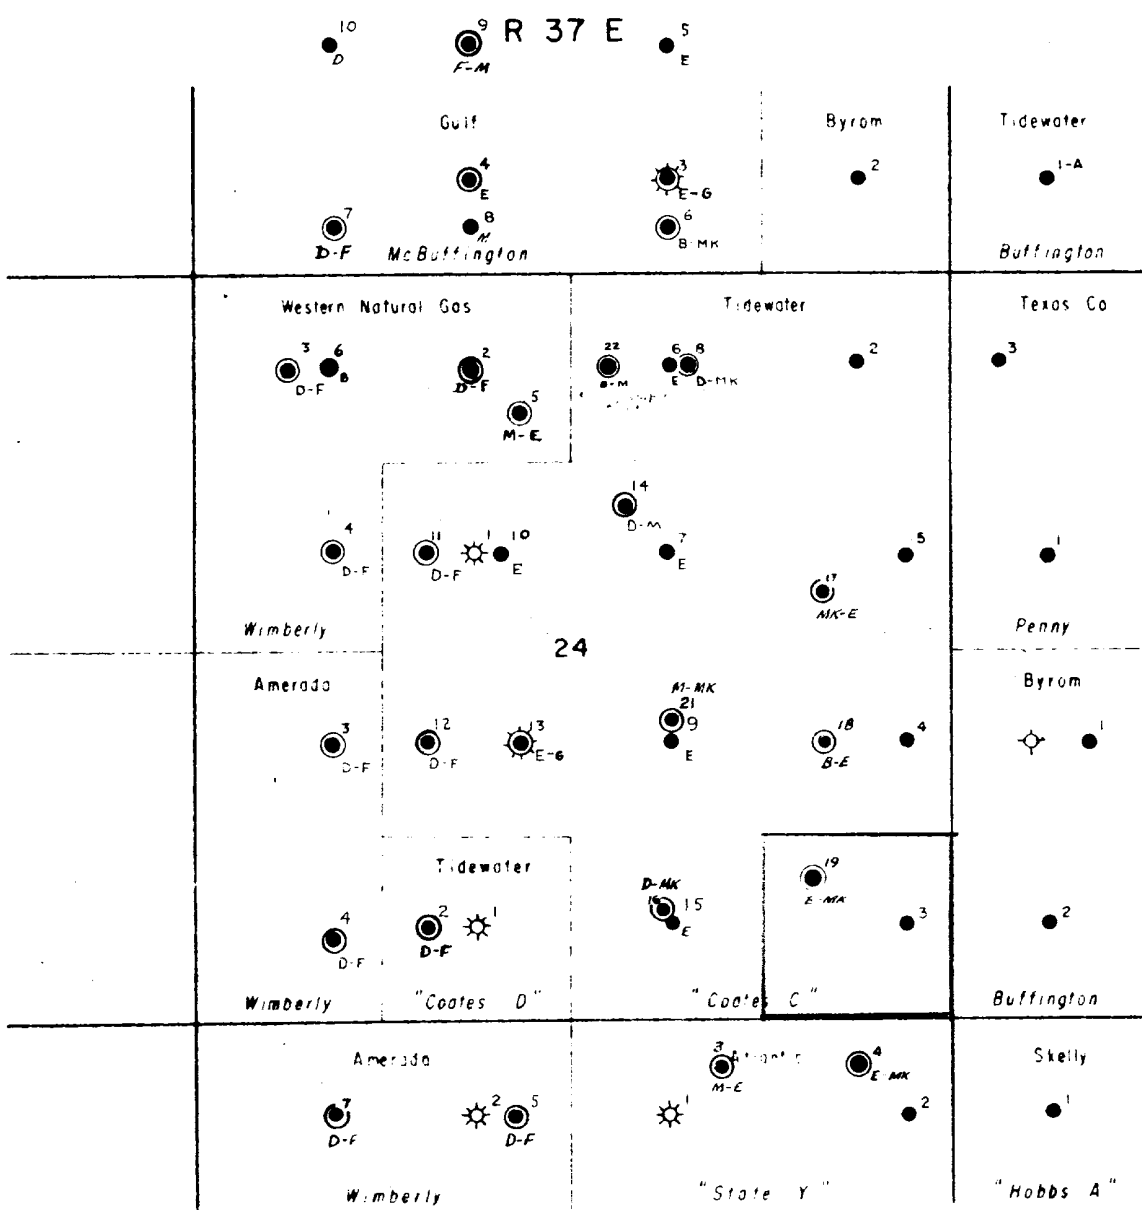 R 37 E
10
D
9
F-M
5
E
Gulf
Byrom
Tidewater
4
E
3
E-G
2
1-A
7
D-F
8
M
6
B-MK
McBuffington
Buffington
Western Natural Gas
Tidewater
Texas Co
3
D-F
6
B
2
D-F
5
M-E
22
B-M
6
E
8
D-MK
2
3
14
D-M
4
D-F
11
D-F
1
10
E
7
E
5
1
17
MK-E
Wimberly
24
Penny
Amerada
Byrom
M-MK
21
3
D-F
12
D-F
13
E-G
9
E
18
B-E
4
1
Tidewater
19
E-MK
D-MK
16
15
E
4
D-F
2
D-F
1
3
2
Wimberly
"Coates D"
"Coates C"
Buffington
Amerada
Atlantic
Skelly
3
M-E
4
E-MK
7
D-F
2
5
D-F
1
2
1
Wimberly
"State Y"
"Hobbs A"